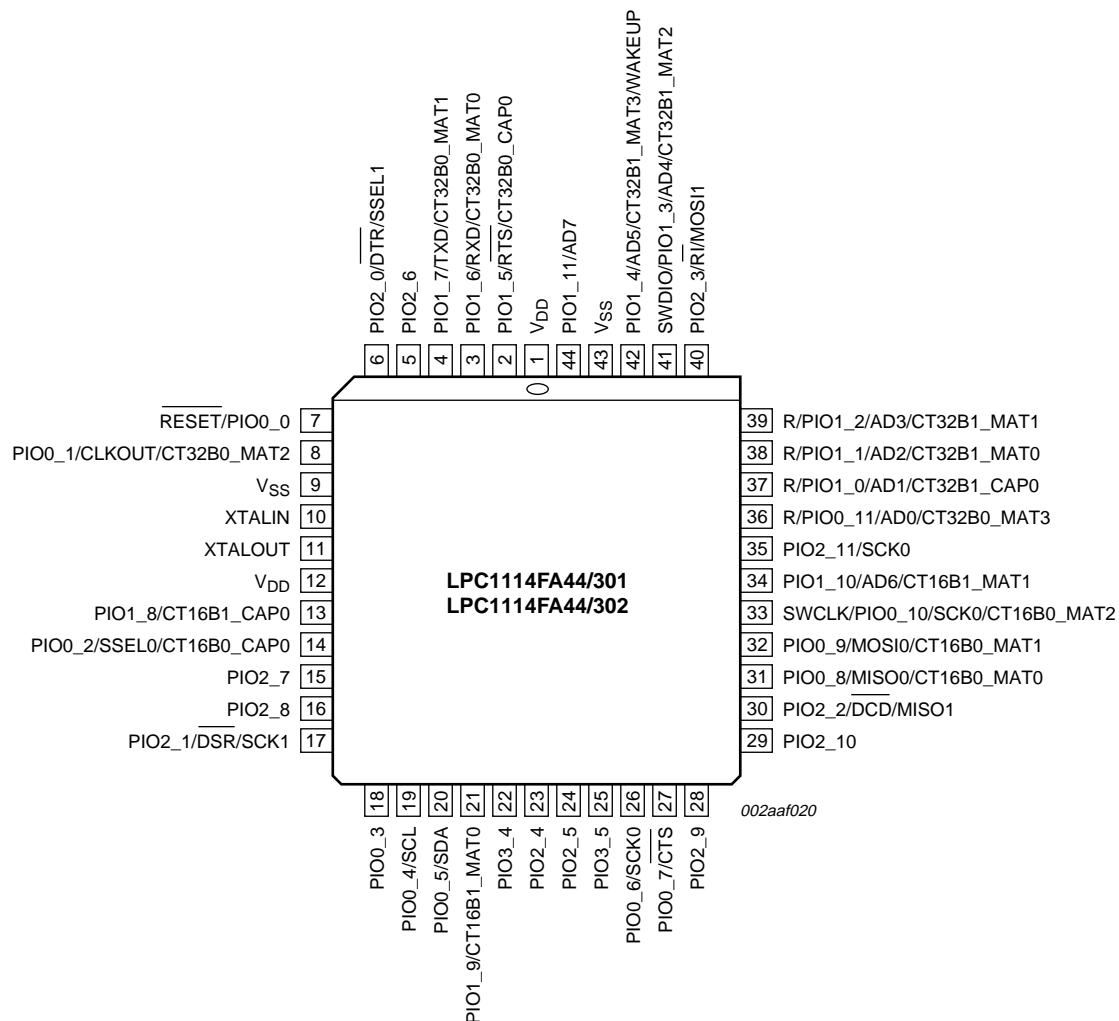 PIO2_0/DTR/SSEL1
PIO2_6
PIO1_7/TXD/CT32B0_MAT1
PIO1_6/RXD/CT32B0_MAT0
PIO1_5/RTS/CT32B0_CAP0
VDD
PIO1_11/AD7
VSS
PIO1_4/AD5/CT32B1_MAT3/WAKEUP
SWDIO/PIO1_3/AD4/CT32B1_MAT2
PIO2_3/RI/MOSI1
6 5 4 3 2 1 44 43 42 41 40
RESET/PIO0_0 7
PIO0_1/CLKOUT/CT32B0_MAT2 8
VSS 9
XTALIN 10
XTALOUT 11
VDD 12
PIO1_8/CT16B1_CAP0 13
PIO0_2/SSEL0/CT16B0_CAP0 14
PIO2_7 15
PIO2_8 16
PIO2_1/DSR/SCK1 17
LPC1114FA44/301
LPC1114FA44/302
39 R/PIO1_2/AD3/CT32B1_MAT1
38 R/PIO1_1/AD2/CT32B1_MAT0
37 R/PIO1_0/AD1/CT32B1_CAP0
36 R/PIO0_11/AD0/CT32B0_MAT3
35 PIO2_11/SCK0
34 PIO1_10/AD6/CT16B1_MAT1
33 SWCLK/PIO0_10/SCK0/CT16B0_MAT2
32 PIO0_9/MOSI0/CT16B0_MAT1
31 PIO0_8/MISO0/CT16B0_MAT0
30 PIO2_2/DCD/MISO1
29 PIO2_10
18 19 20 21 22 23 24 25 26 27 28
PIO0_3
PIO0_4/SCL
PIO0_5/SDA
PIO1_9/CT16B1_MAT0
PIO3_4
PIO2_4
PIO2_5
PIO3_5
PIO0_6/SCK0
PIO0_7/CTS
PIO2_9
002aaf020